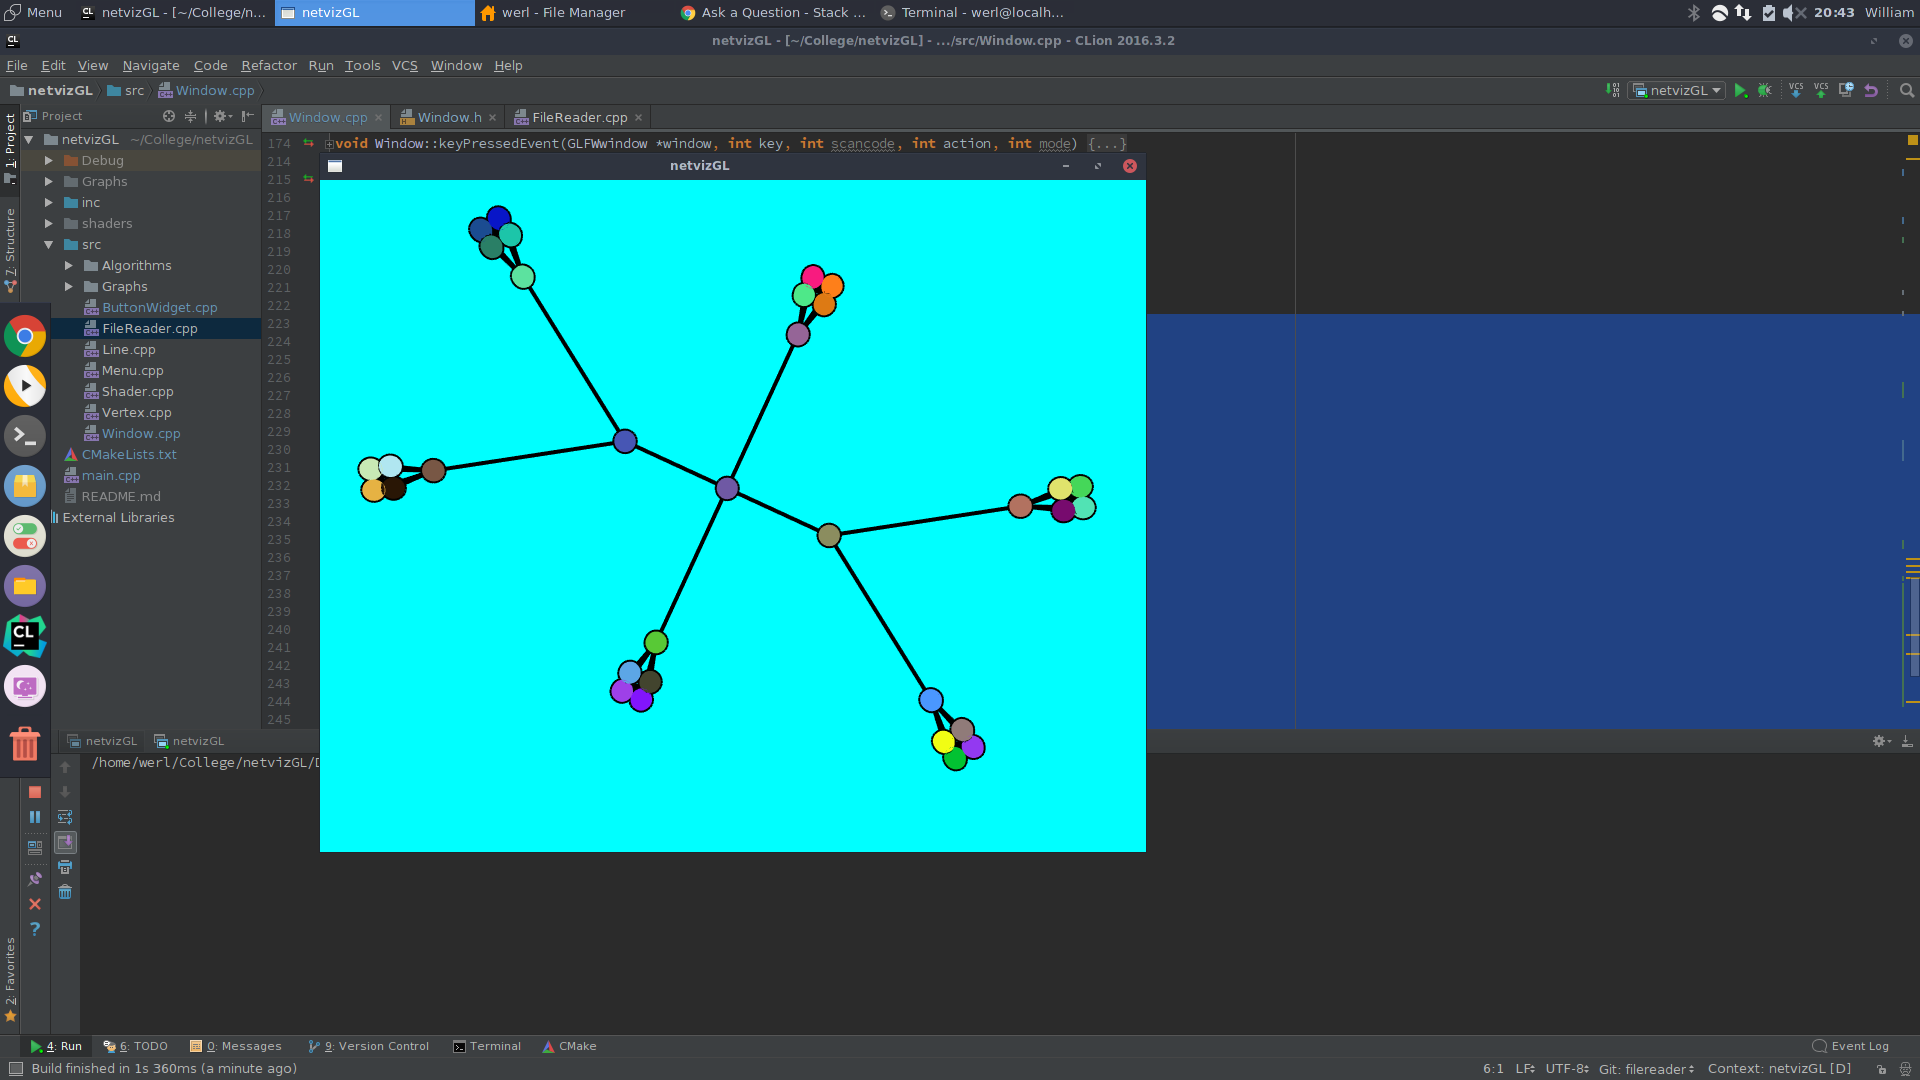 Menu
netvizGL - [~/College/n...
netvizGL
werl - File Manager
Ask a Question - Stack ...
Terminal - werl@localh...
20:43 William
netvizGL - [~/College/netvizGL] - .../src/Window.cpp - CLion 2016.3.2
File Edit View Navigate Code Refactor Run Tools VCS Window Help
netvizGL src Window.cpp
netvizGL
VCS VCS
Project
Window.cpp
Window.h
FileReader.cpp
1: Project
7: Structure
2: Favorites
netvizGL ~/College/netvizGL
Debug
Graphs
inc
shaders
src
Algorithms
Graphs
ButtonWidget.cpp
FileReader.cpp
Line.cpp
Menu.cpp
Shader.cpp
Vertex.cpp
Window.cpp
CMakeLists.txt
main.cpp
README.md
External Libraries
174 void Window::keyPressedEvent(GLFWwindow *window, int key, int scancode, int action, int mode) {...}
214
215
216
217
218
219
220
221
222
223
224
225
226
227
228
229
230
231
232
233
234
235
236
237
238
239
240
241
242
243
244
245
netvizGL
CL
netvizGL
netvizGL
/home/werl/College/netvizGL/
4: Run
6: TODO
0: Messages
9: Version Control
Terminal
CMake
Event Log
Build finished in 1s 360ms (a minute ago)
6:1 LF UTF-8 Git: filereader Context: netvizGL [D]